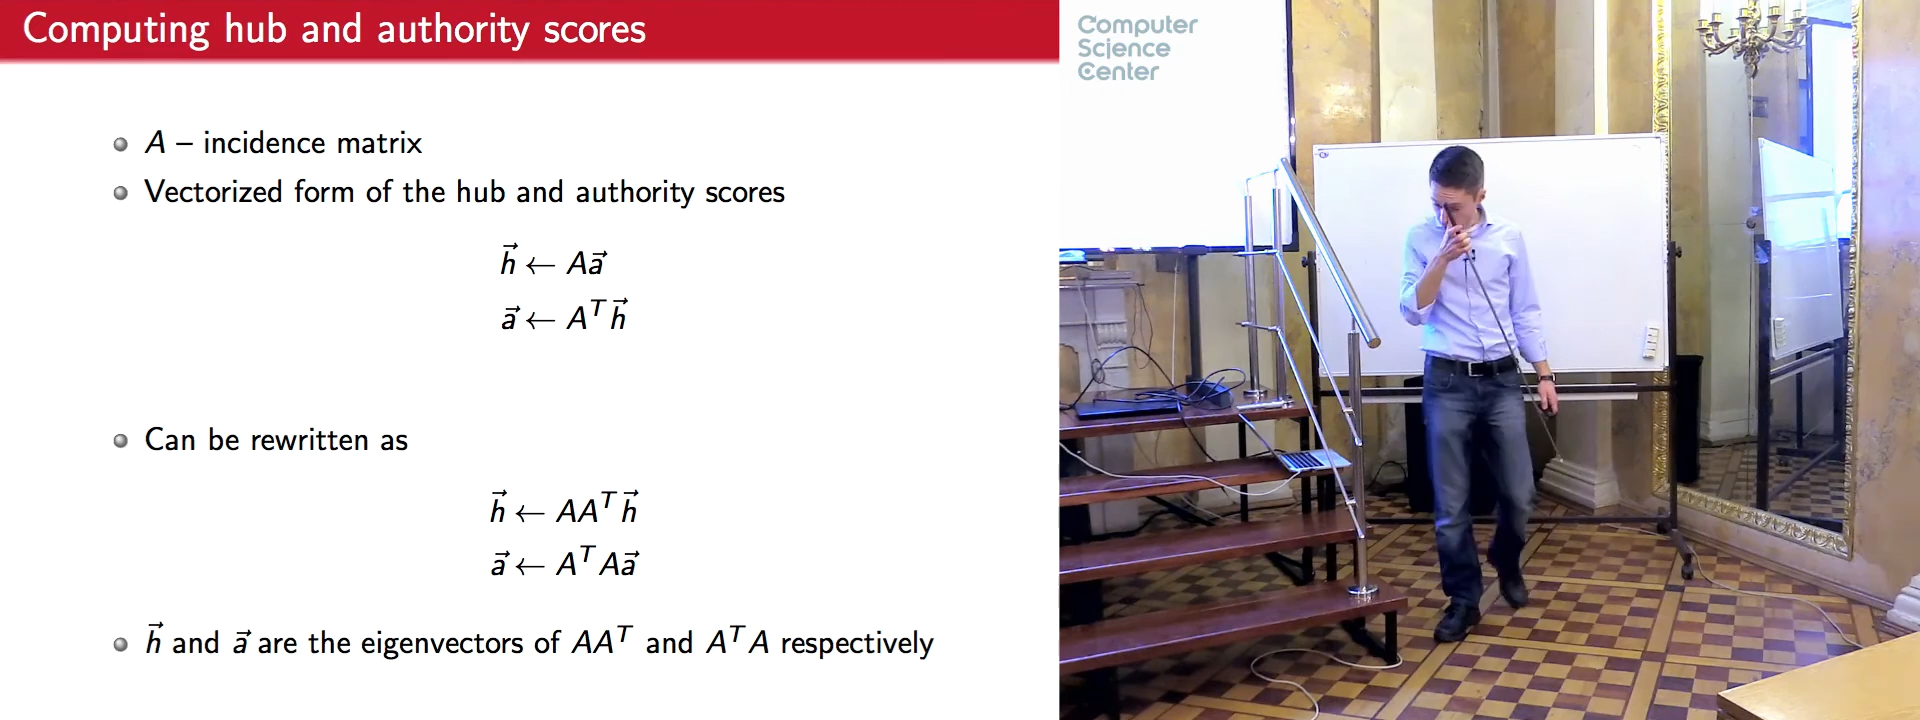 Computing hub and authority scores
A – incidence matrix
Vectorized form of the hub and authority scores
h⃗ ← Aa⃗
a⃗ ← Aᵀh⃗
Can be rewritten as
h⃗ ← AAᵀh⃗
a⃗ ← AᵀAa⃗
h⃗ and a⃗ are the eigenvectors of AAᵀ and AᵀA respectively
Computer
Science
Center